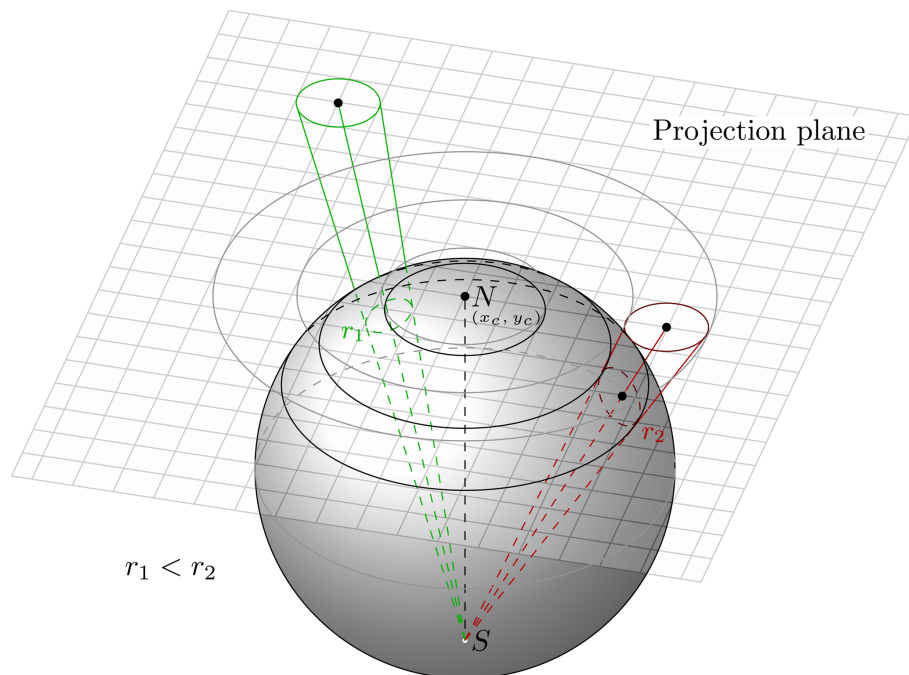 Projection plane
N
(x_c, y_c)
r_1
r_2
r_1 < r_2
S